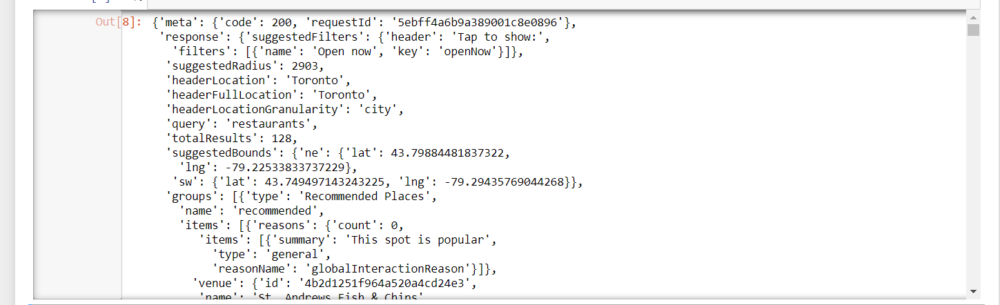 Out[8]: {'meta': {'code': 200, 'requestId': '5ebff4a6b9a389001c8e0896'},
'response': {'suggestedFilters': {'header': 'Tap to show:',
'filters': [{'name': 'Open now', 'key': 'openNow'}]},
'suggestedRadius': 2903,
'headerLocation': 'Toronto',
'headerFullLocation': 'Toronto',
'headerLocationGranularity': 'city',
'query': 'restaurants',
'totalResults': 128,
'suggestedBounds': {'ne': {'lat': 43.79884481837322,
'lng': -79.22533833737229},
'sw': {'lat': 43.749497143243225, 'lng': -79.29435769044268}},
'groups': [{'type': 'Recommended Places',
'name': 'recommended',
'items': [{'reasons': {'count': 0,
'items': [{'summary': 'This spot is popular',
'type': 'general',
'reasonName': 'globalInteractionReason'}]},
'venue': {'id': '4b2d1251f964a520a4cd24e3',
'name': 'St. Andrews Fish & Chips'